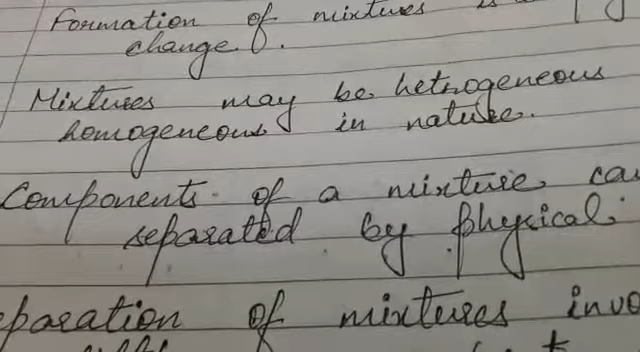 Formation of mixtures is
change.
Mixtures may be hetrogeneous
homogeneous in nature.
Components of a mixture ca
separated by physical.
paration of mixtures invo